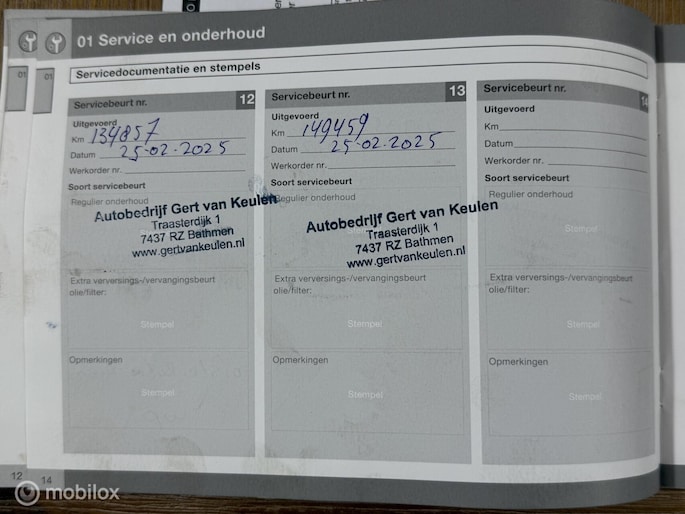 01 Service en onderhoud
Servicedocumentatie en stempels
01
01
Servicebeurt nr. 12
Uitgevoerd
Km 134857
Datum 25-02-2025
Werkorder nr.
Soort servicebeurt
Regulier onderhoud
Autobedrijf Gert van Keulen
Traasterdijk 1
7437 RZ Bathmen
www.gertvankeulen.nl
Extra verversings-/vervangingsbeurt
olie/filter:
Stempel
Opmerkingen
Stempel
Servicebeurt nr. 13
Uitgevoerd
Km 149459
Datum 25-02-2025
Werkorder nr.
Soort servicebeurt
Regulier onderhoud
Autobedrijf Gert van Keulen
Traasterdijk 1
7437 RZ Bathmen
www.gertvankeulen.nl
Extra verversings-/vervangingsbeurt
olie/filter:
Stempel
Opmerkingen
Stempel
Servicebeurt nr. 14
Uitgevoerd
Km
Datum
Werkorder nr.
Soort servicebeurt
Regulier onderhoud
Stempel
Extra verversings-/vervangingsbeurt
olie/filter:
Stempel
Opmerkingen
Stempel
12
14
mobilox